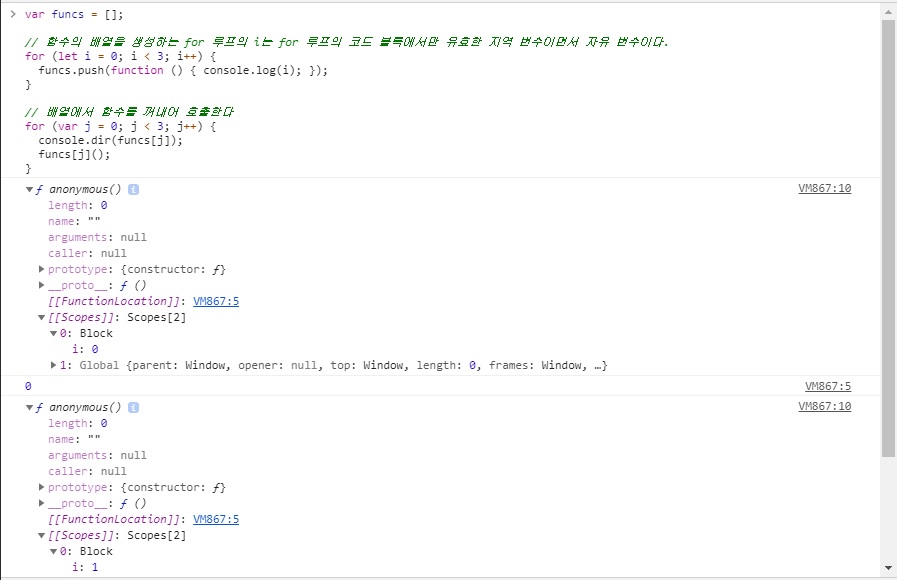 > var funcs = [];
// 함수의 배열을 생성하는 for 루프의 i는 for 루프의 코드 블록에서만 유효한 지역 변수이면서 자유 변수이다.
for (let i = 0; i < 3; i++) {
funcs.push(function () { console.log(i); });
}
// 배열에서 함수를 꺼내어 호출한다
for (var j = 0; j < 3; j++) {
console.dir(funcs[j]);
funcs[j]();
}
▼ƒ anonymous() i VM867:10
length: 0
name: ""
arguments: null
caller: null
▶prototype: {constructor: ƒ}
▶__proto__: ƒ ()
[[FunctionLocation]]: VM867:5
▼[[Scopes]]: Scopes[2]
▼0: Block
i: 0
▶1: Global {parent: Window, opener: null, top: Window, length: 0, frames: Window, …}
0 VM867:5
▼ƒ anonymous() i VM867:10
length: 0
name: ""
arguments: null
caller: null
▶prototype: {constructor: ƒ}
▶__proto__: ƒ ()
[[FunctionLocation]]: VM867:5
▼[[Scopes]]: Scopes[2]
▼0: Block
i: 1